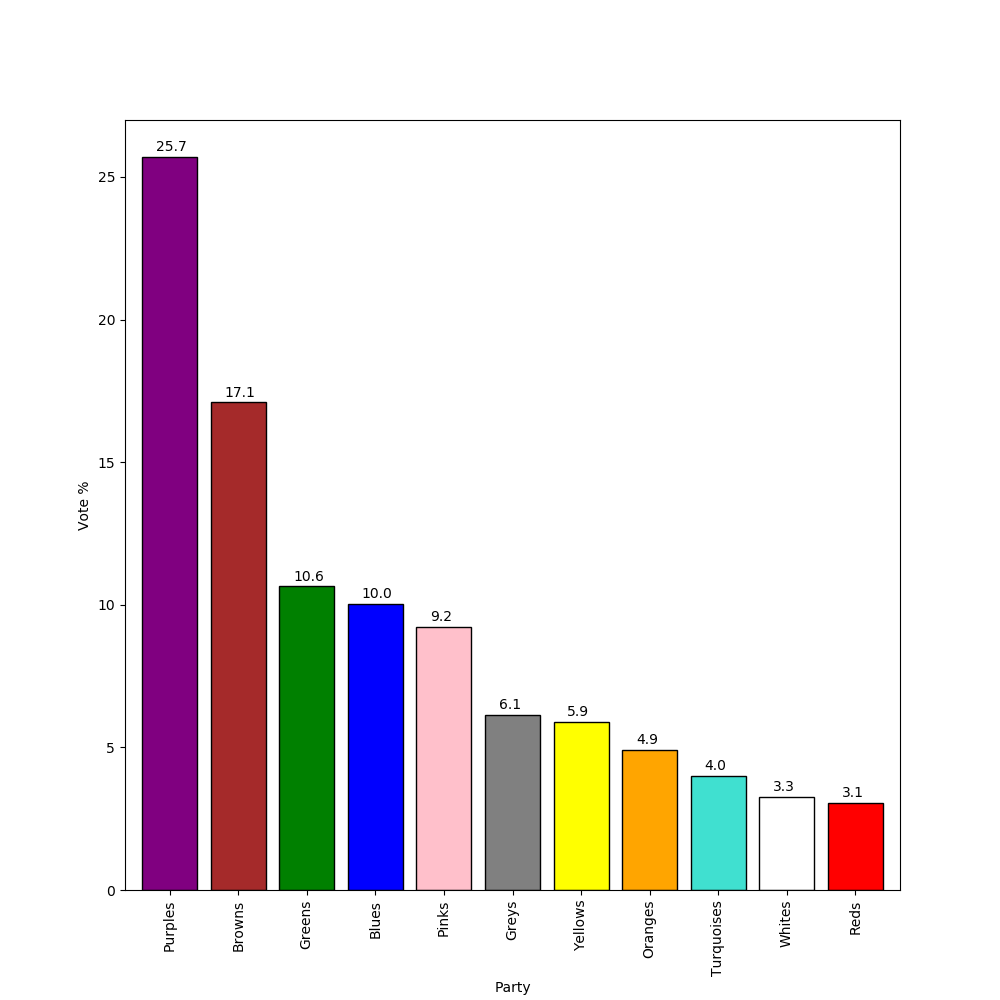 25.7
17.1
10.6
10.0
9.2
6.1
5.9
4.9
4.0
3.3
3.1
25
20
15
10
5
0
Vote %
Purples
Browns
Greens
Blues
Pinks
Greys
Yellows
Oranges
Turquoises
Whites
Reds
Party